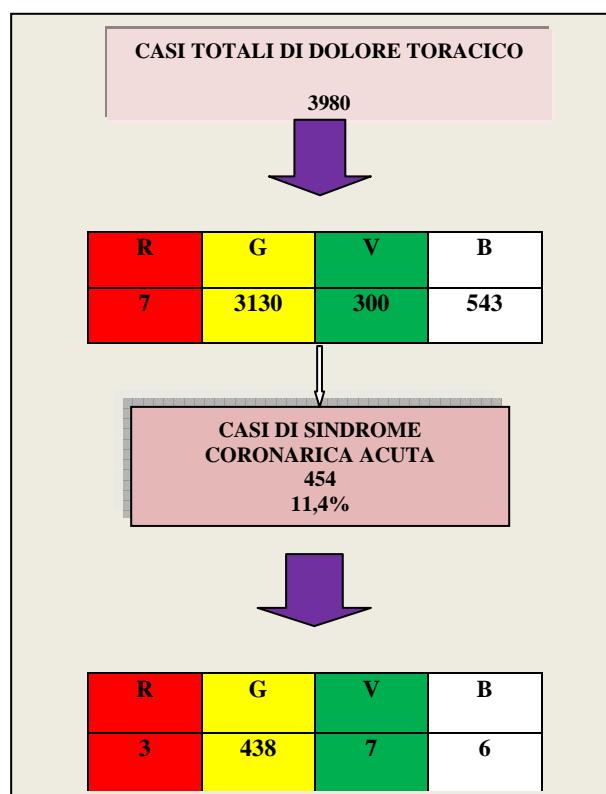 CASI TOTALI DI DOLORE TORACICO
3980
R G V B
7 3130 300 543
CASI DI SINDROME
CORONARICA ACUTA
454
11,4%
R G V B
3 438 7 6